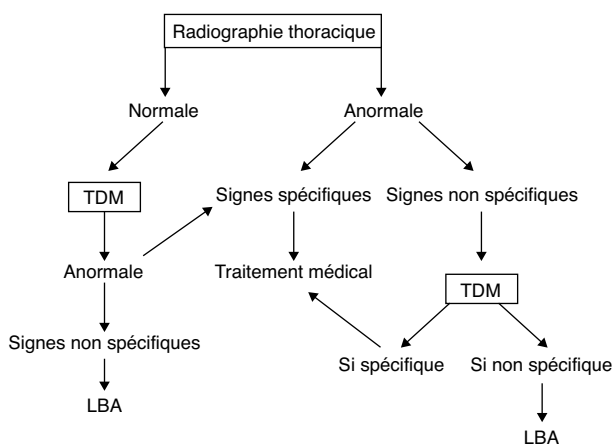 Radiographie thoracique
Normale
Anormale
TDM
Signes spécifiques
Signes non spécifiques
Anormale
Traitement médical
TDM
Signes non spécifiques
Si spécifique
Si non spécifique
LBA
LBA